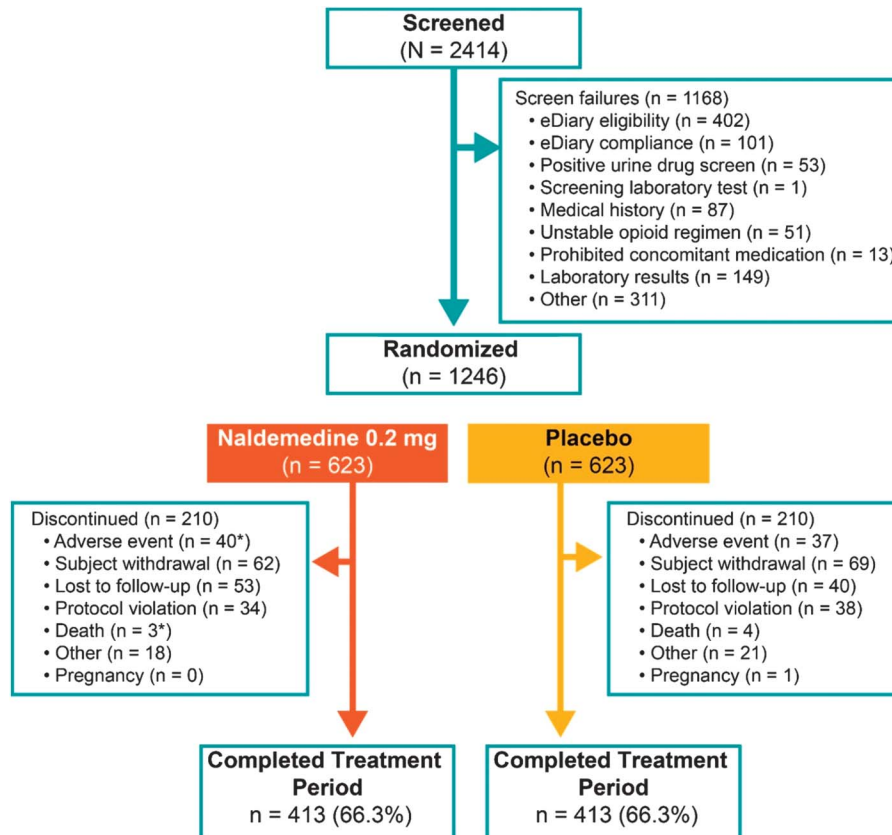 Screened
(N = 2414)
Screen failures (n = 1168)
• eDiary eligibility (n = 402)
• eDiary compliance (n = 101)
• Positive urine drug screen (n = 53)
• Screening laboratory test (n = 1)
• Medical history (n = 87)
• Unstable opioid regimen (n = 51)
• Prohibited concomitant medication (n = 13)
• Laboratory results (n = 149)
• Other (n = 311)
Randomized
(n = 1246)
Naldemedine 0.2 mg
(n = 623)
Placebo
(n = 623)
Discontinued (n = 210)
• Adverse event (n = 40*)
• Subject withdrawal (n = 62)
• Lost to follow-up (n = 53)
• Protocol violation (n = 34)
• Death (n = 3*)
• Other (n = 18)
• Pregnancy (n = 0)
Discontinued (n = 210)
• Adverse event (n = 37)
• Subject withdrawal (n = 69)
• Lost to follow-up (n = 40)
• Protocol violation (n = 38)
• Death (n = 4)
• Other (n = 21)
• Pregnancy (n = 1)
Completed Treatment
Period
n = 413 (66.3%)
Completed Treatment
Period
n = 413 (66.3%)